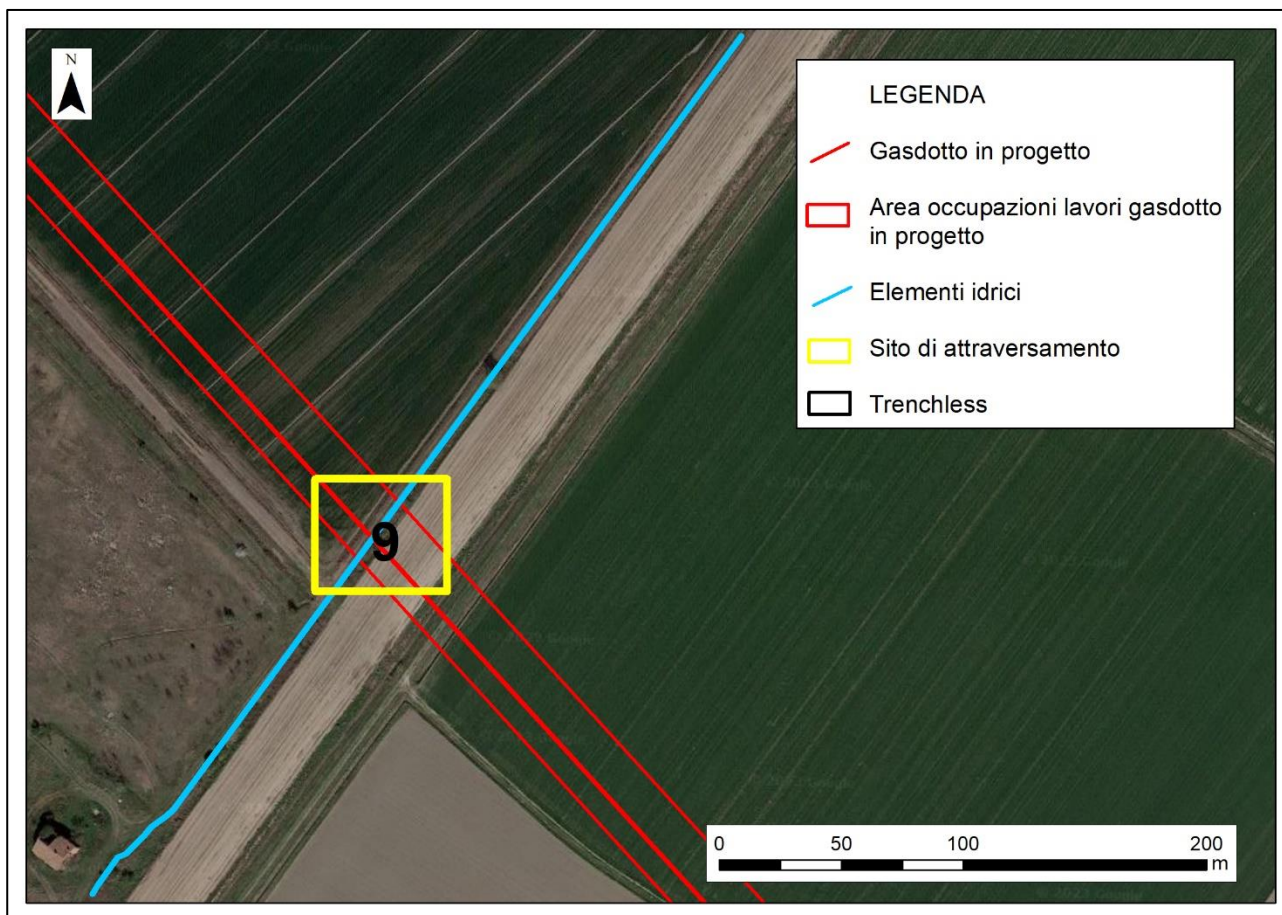 N
LEGENDA
Gasdotto in progetto
Area occupazioni lavori gasdotto
in progetto
Elementi idrici
Sito di attraversamento
Trenchless
9
0 50 100 200
m